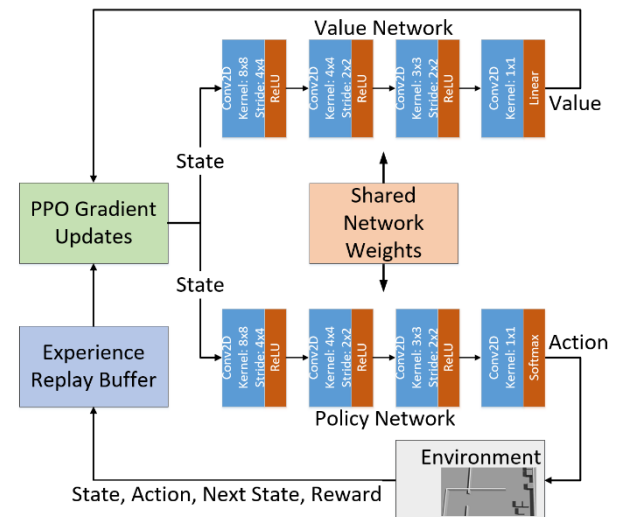 Value Network
Conv2D
Kernel: 8x8
Stride: 4x4
ReLU
Conv2D
Kernel: 4x4
Stride: 2x2
ReLU
Conv2D
Kernel: 3x3
Stride: 2x2
ReLU
Conv2D
Kernel: 1x1
Linear
Value
State
PPO Gradient
Updates
Shared
Network
Weights
State
Conv2D
Kernel: 8x8
Stride: 4x4
ReLU
Conv2D
Kernel: 4x4
Stride: 2x2
ReLU
Conv2D
Kernel: 3x3
Stride: 2x2
ReLU
Conv2D
Kernel: 1x1
Softmax
Action
Experience
Replay Buffer
Policy Network
Environment
State, Action, Next State, Reward